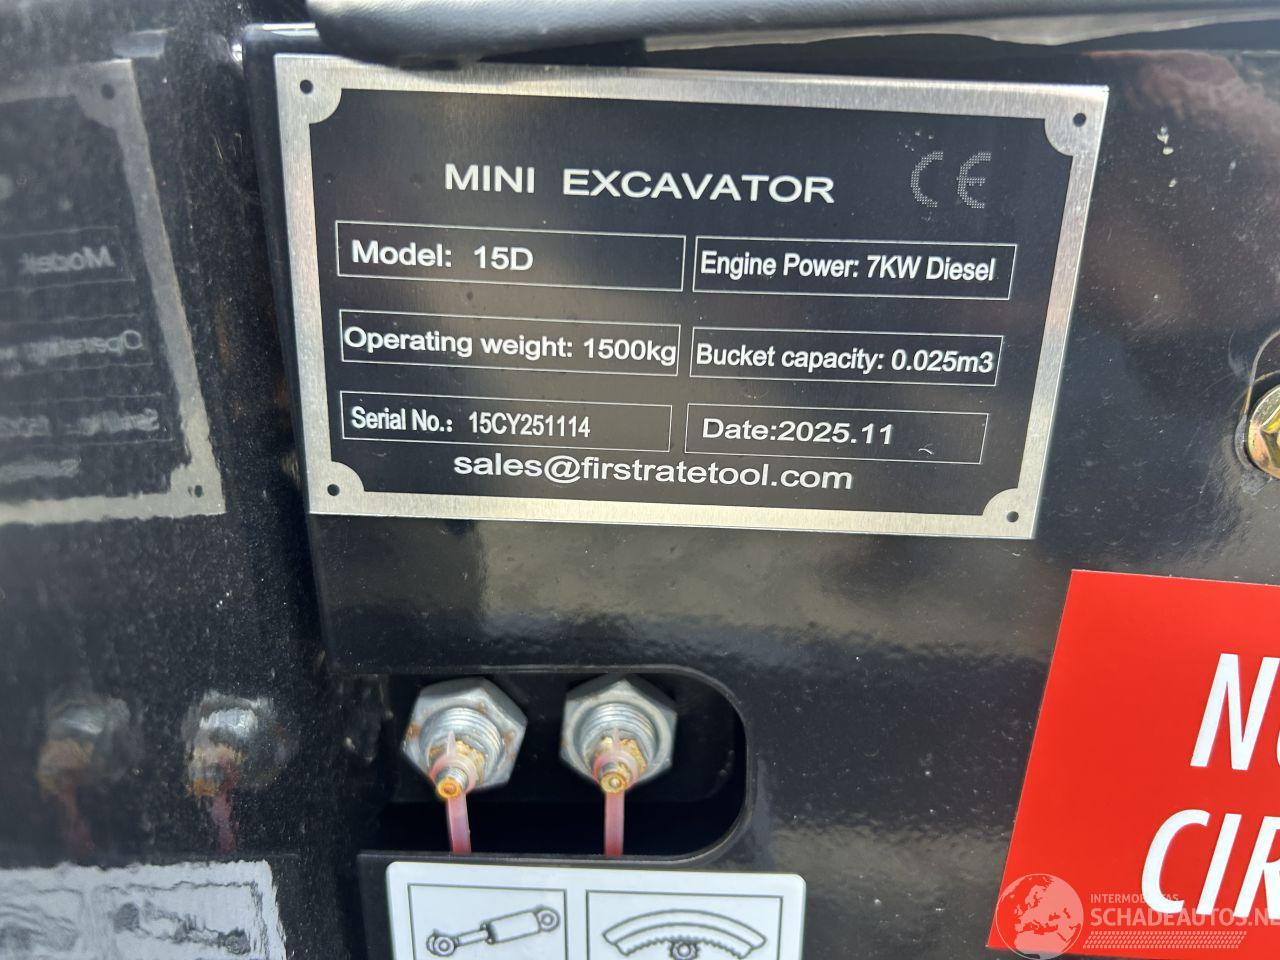 MINI EXCAVATOR CE
Model: 15D
Engine Power: 7KW Diesel
Operating weight: 1500kg
Bucket capacity: 0.025m3
Serial No.: 15CY251114
Date:2025.11
sales@firstratetool.com
INTERMOBILITAS
SCHADEAUTOS.NL